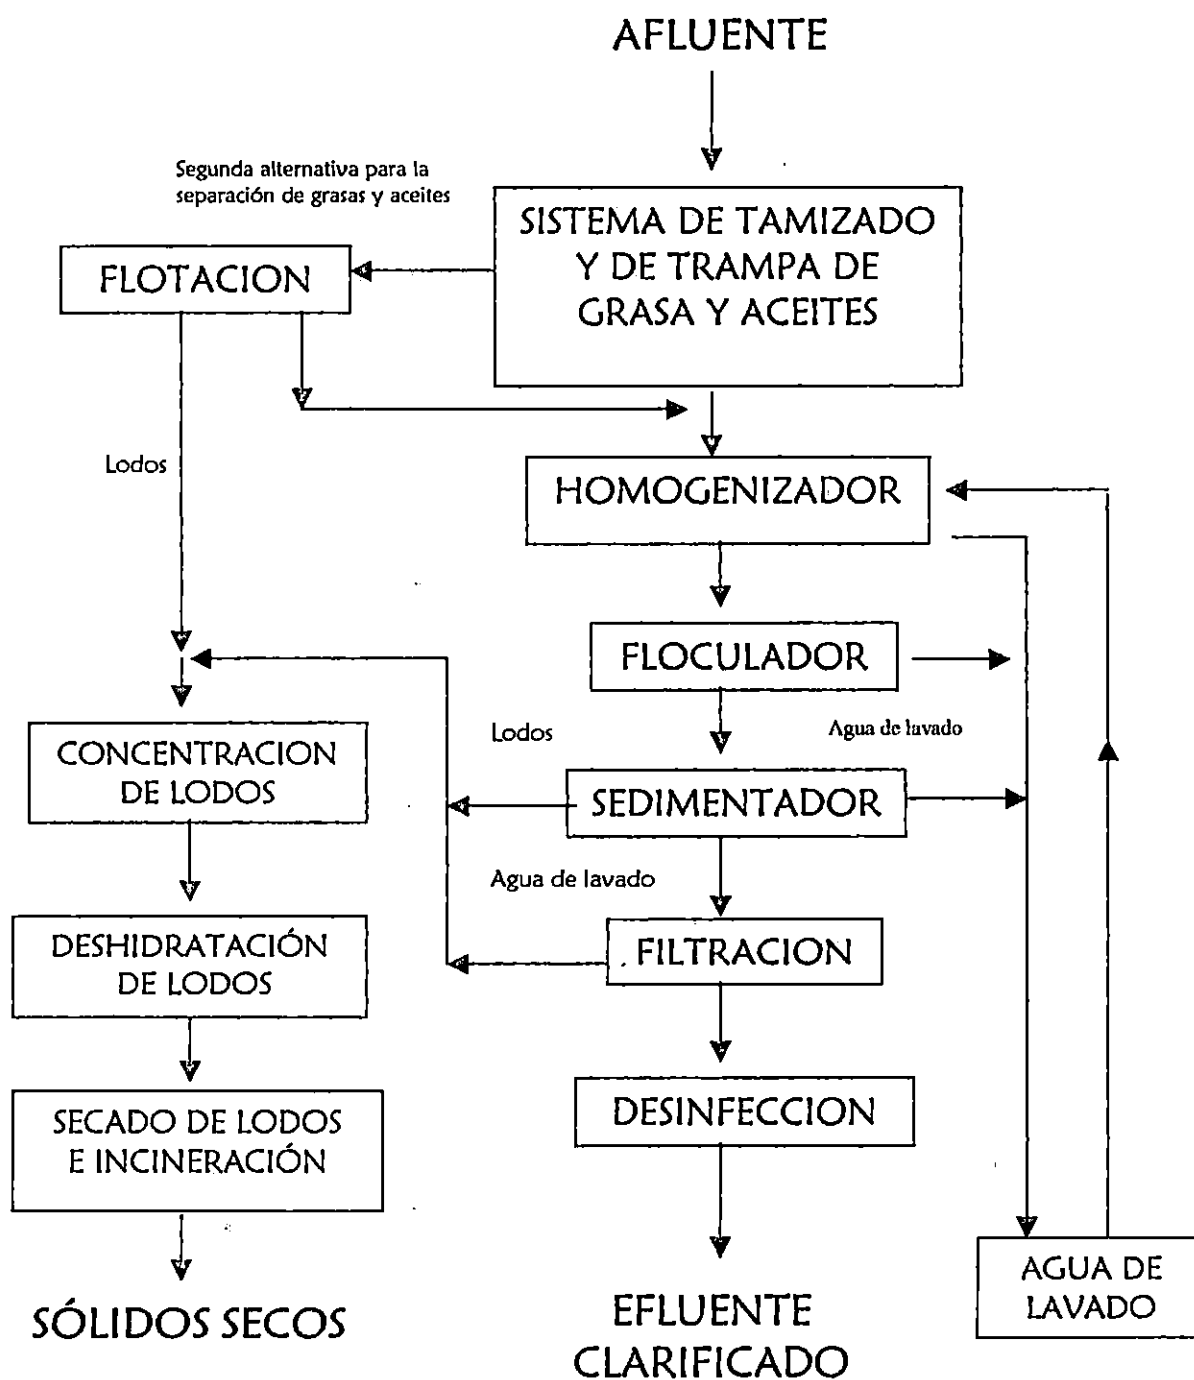 AFLUENTE
Segunda alternativa para la
separación de grasas y aceites
SISTEMA DE TAMIZADO
Y DE TRAMPA DE
GRASA Y ACEITES
FLOTACION
Lodos
HOMOGENIZADOR
FLOCULADOR
Lodos
Agua de lavado
CONCENTRACION
DE LODOS
SEDIMENTADOR
Agua de lavado
DESHIDRATACIÓN
DE LODOS
FILTRACION
SECADO DE LODOS
E INCINERACIÓN
DESINFECCION
AGUA DE
LAVADO
SÓLIDOS SECOS
EFLUENTE
CLARIFICADO